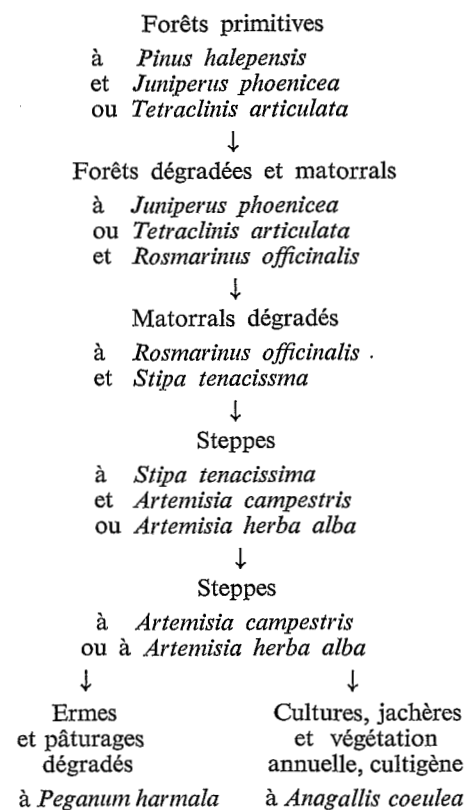 Forêts primitives
à Pinus halepensis
et Juniperus phoenicea
ou Tetraclinis articulata
↓
Forêts dégradées et matorrals
à Juniperus phoenicea
ou Tetraclinis articulata
et Rosmarinus officinalis
↓
Matorrals dégradés
à Rosmarinus officinalis .
et Stipa tenacissma
↓
Steppes
à Stipa tenacissima
et Artemisia campestris
ou Artemisia herba alba
↓
Steppes
à Artemisia campestris
ou à Artemisia herba alba
↓ ↓
Ermes
et pâturages
dégradés
à Peganum harmala
Cultures, jachères
et végétation
annuelle, cultigène
à Anagallis coeulea